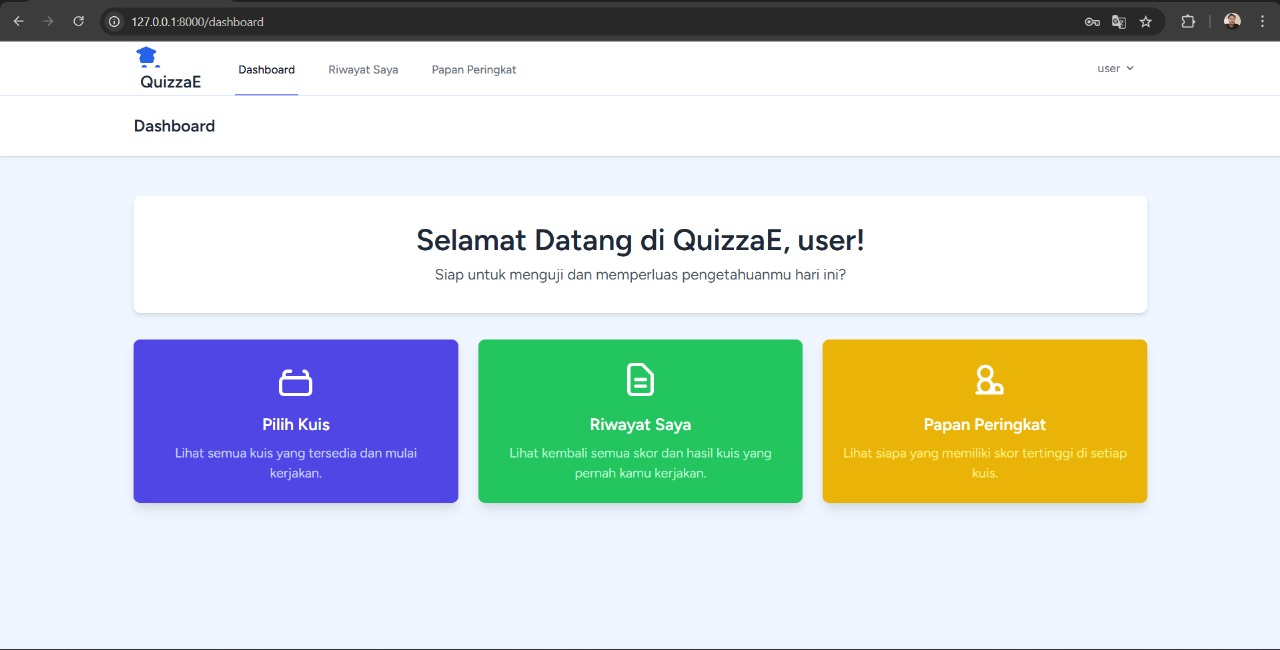 127.0.0.1:8000/dashboard
QuizzaE
Dashboard
Riwayat Saya
Papan Peringkat
user
Dashboard
Selamat Datang di QuizzaE, user!
Siap untuk menguji dan memperluas pengetahuanmu hari ini?
Pilih Kuis
Lihat semua kuis yang tersedia dan mulai
kerjakan.
Riwayat Saya
Lihat kembali semua skor dan hasil kuis yang
pernah kamu kerjakan.
Papan Peringkat
Lihat siapa yang memiliki skor tertinggi di setiap
kuis.